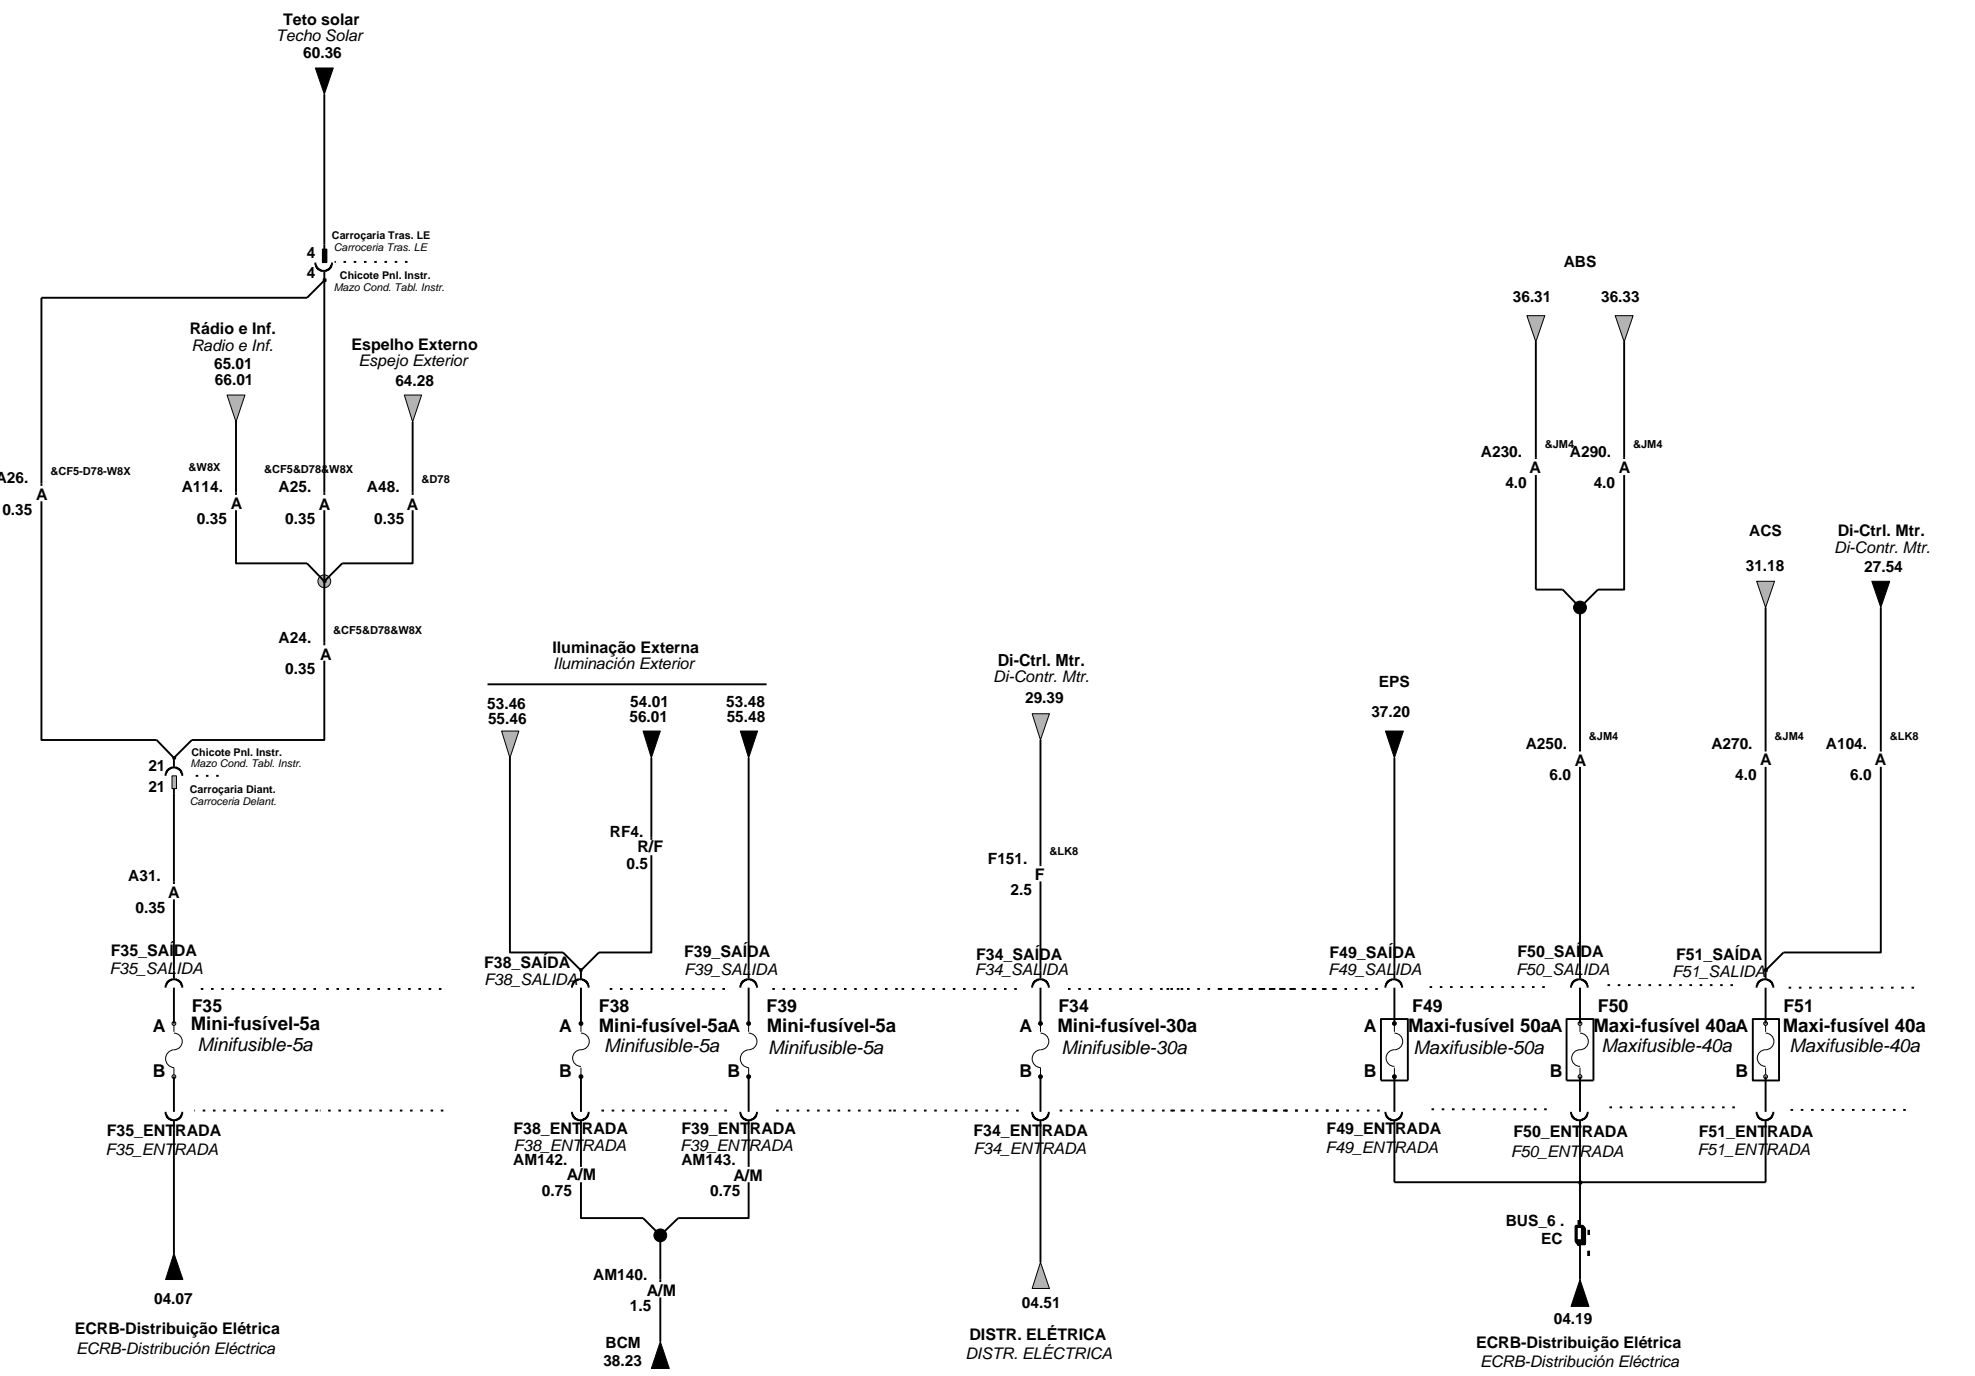 Teto solar
Techo Solar
60.36
Carroçaria Tras. LE
Carroceria Tras. LE
4
4
Chicote Pnl. Instr.
Mazo Cond. Tabl. Instr.
Rádio e Inf.
Radio e Inf.
65.01
66.01
Espelho Externo
Espejo Exterior
64.28
A26.
&CF5-D78-W8X
A
0.35
&W8X
A114.
A
0.35
&CF5&D78&W8X
A25.
A
0.35
&D78
A48.
A
0.35
&CF5&D78&W8X
A24.
A
0.35
Chicote Pnl. Instr.
Mazo Cond. Tabl. Instr.
21
21
Carroçaria Diant.
Carroceria Delant.
A31.
A
0.35
F35_SAÍDA
F35_SALIDA
F35
Mini-fusível-5a
Minifusible-5a
A
B
F35_ENTRADA
F35_ENTRADA
04.07
ECRB-Distribuição Elétrica
ECRB-Distribución Eléctrica
Iluminação Externa
Iluminación Exterior
53.46
55.46
54.01
56.01
53.48
55.48
RF4.
R/F
0.5
F38_SAÍDA
F38_SALIDA
F38
Mini-fusível-5a
Minifusible-5a
A
B
F38_ENTRADA
F38_ENTRADA
AM142.
A/M
0.75
F39_SAÍDA
F39_SALIDA
F39
Mini-fusível-5a
Minifusible-5a
A
B
F39_ENTRADA
F39_ENTRADA
AM143.
A/M
0.75
AM140.
A/M
1.5
BCM
38.23
Di-Ctrl. Mtr.
Di-Contr. Mtr.
29.39
F151.
&LK8
F
2.5
F34_SAÍDA
F34_SALIDA
F34
Mini-fusível-30a
Minifusible-30a
A
B
F34_ENTRADA
F34_ENTRADA
04.51
DISTR. ELÉTRICA
DISTR. ELÉCTRICA
EPS
37.20
F49_SAÍDA
F49_SALIDA
F49
Maxi-fusível 50a
Maxifusible-50a
A
B
F49_ENTRADA
F49_ENTRADA
ABS
36.31
36.33
A230.
&JM4
A
4.0
A290.
&JM4
A
4.0
A250.
&JM4
A
6.0
F50_SAÍDA
F50_SALIDA
F50
Maxi-fusível 40a
Maxifusible-40a
A
B
F50_ENTRADA
F50_ENTRADA
ACS
31.18
A270.
&JM4
A
4.0
Di-Ctrl. Mtr.
Di-Contr. Mtr.
27.54
A104.
&LK8
A
6.0
F51_SAÍDA
F51_SALIDA
F51
Maxi-fusível 40a
Maxifusible-40a
A
B
F51_ENTRADA
F51_ENTRADA
BUS_6 .
EC
04.19
ECRB-Distribuição Elétrica
ECRB-Distribución Eléctrica